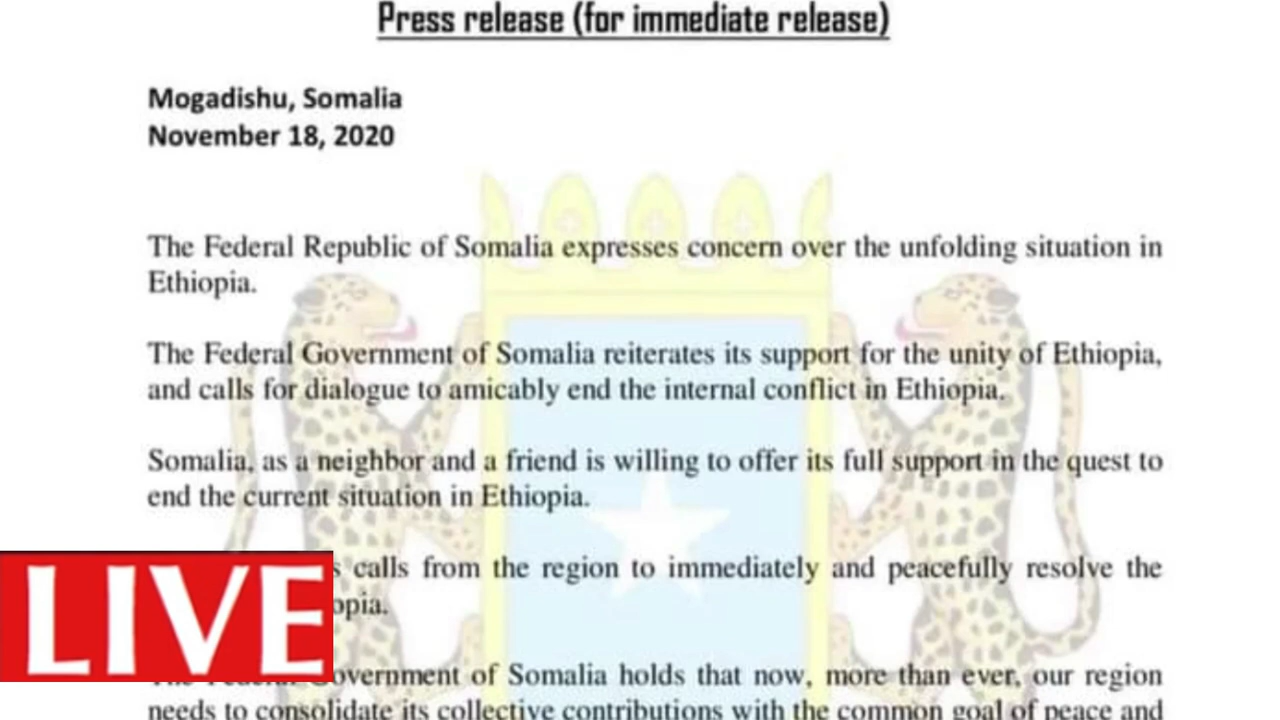 Press release (for immediate release)
Mogadishu, Somalia
November 18, 2020
The Federal Republic of Somalia expresses concern over the unfolding situation in
Ethiopia.
The Federal Government of Somalia reiterates its support for the unity of Ethiopia,
and calls for dialogue to amicably end the internal conflict in Ethiopia.
Somalia, as a neighbor and a friend is willing to offer its full support in the quest to
end the current situation in Ethiopia.
calls from the region to immediately and peacefully resolve the
opia.
LIVE
The Federal Government of Somalia holds that now, more than ever, our region
needs to consolidate its collective contributions with the common goal of peace and